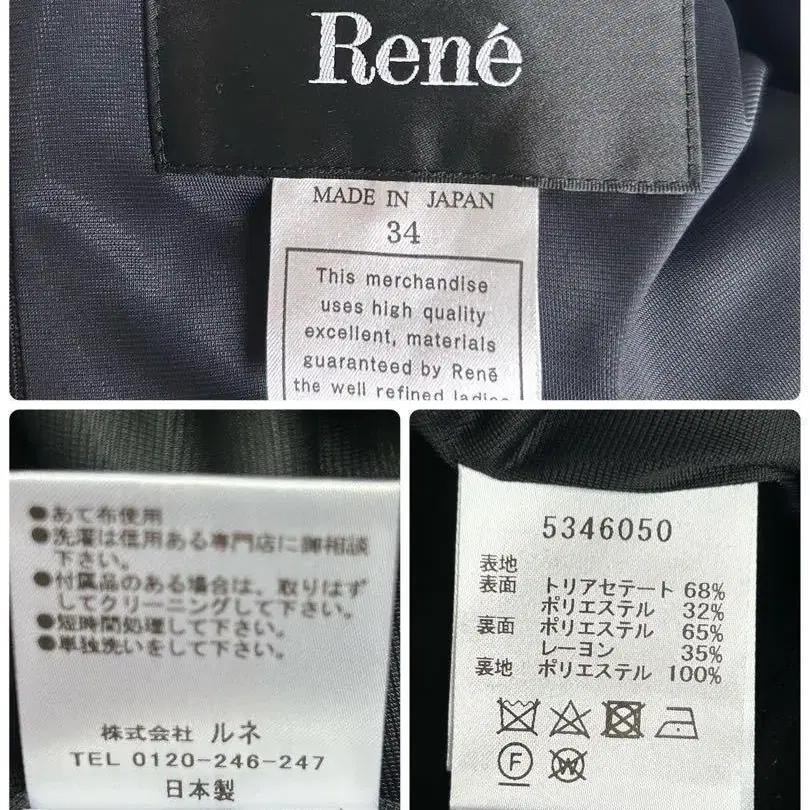 René
MADE IN JAPAN
34
This merchandise
uses high quality
excellent, materials
guaranteed by René
the well refined ladies
●あて布使用
●洗濯は信用ある専門店に御相談
下さい。
●付属品のある場合は、取りはず
してクリーニングして下さい。
●短時間処理して下さい。
●単独洗いをして下さい。
株式会社 ルネ
TEL 0120-246-247
日本製
5346050
表地
表面 トリアセテート 68%
ポリエステル 32%
裏面 ポリエステル 65%
レーヨン 35%
裏地 ポリエステル 100%
F
W